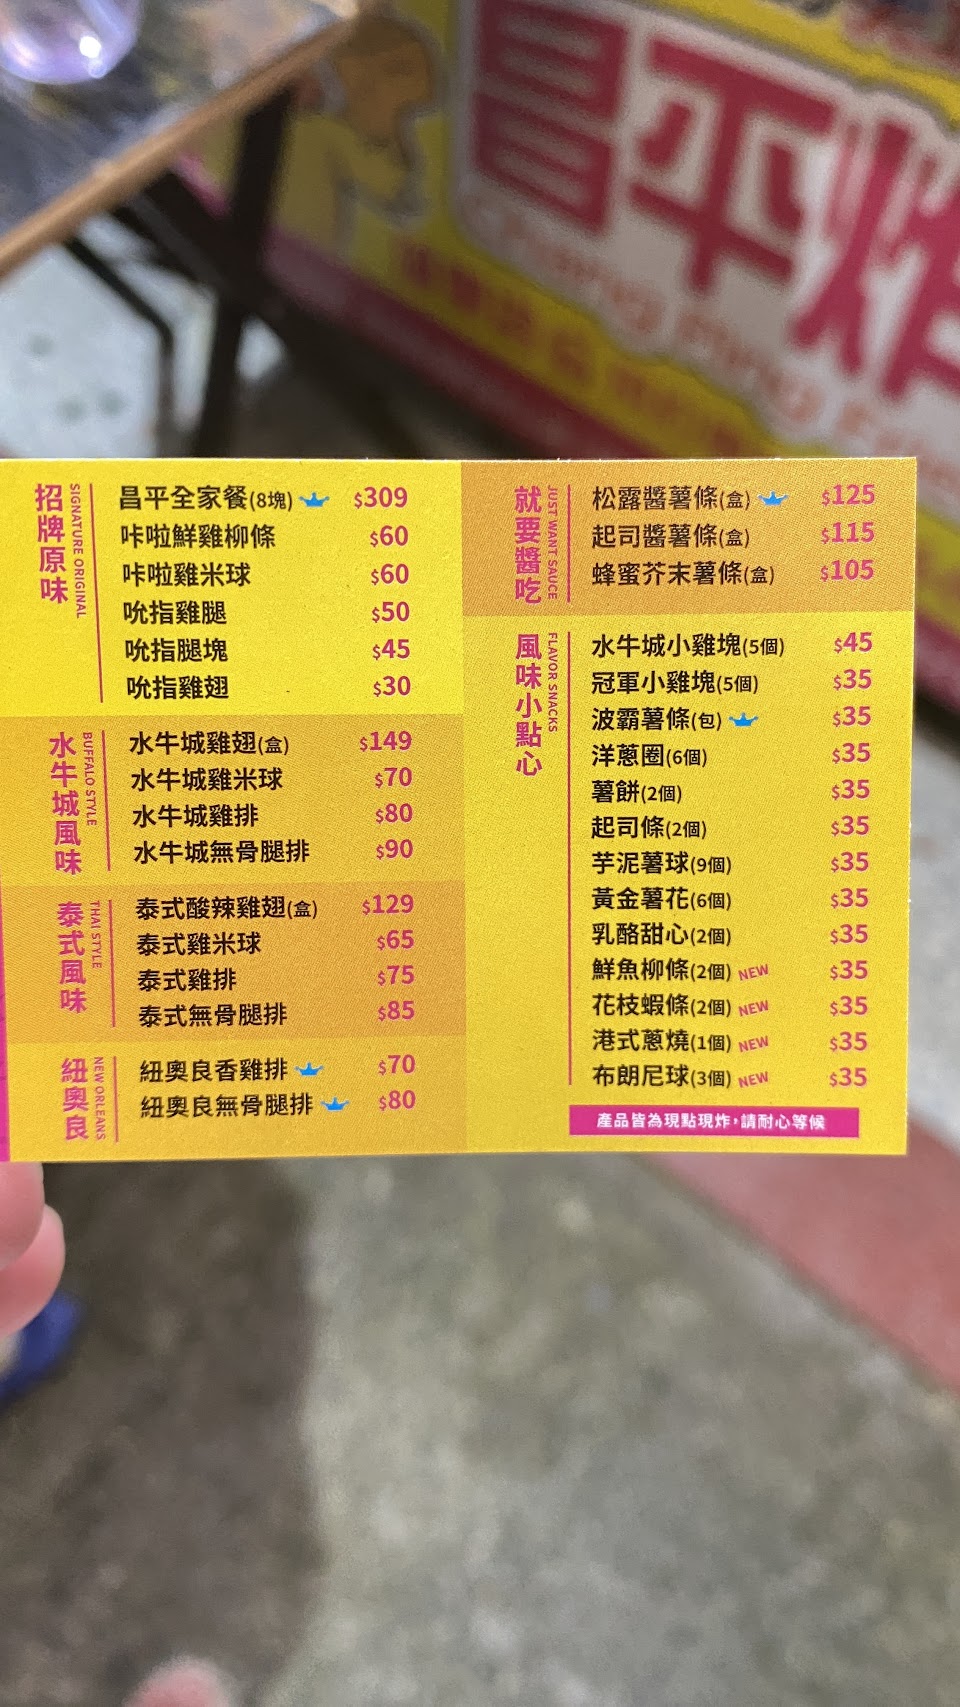 昌平炸
招牌原味
SIGNATURE ORIGINAL
昌平全家餐(8塊) $309
咔啦鮮雞柳條 $60
咔啦雞米球 $60
吮指雞腿 $50
吮指腿塊 $45
吮指雞翅 $30
水牛城風味
BUFFALO STYLE
水牛城雞翅(盒) $149
水牛城雞米球 $70
水牛城雞排 $80
水牛城無骨腿排 $90
泰式風味
THAI STYLE
泰式酸辣雞翅(盒) $129
泰式雞米球 $65
泰式雞排 $75
泰式無骨腿排 $85
紐奧良
NEW ORLEANS
紐奧良香雞排 $70
紐奧良無骨腿排 $80
就要醬吃
JUST WANT SAUCE
松露醬薯條(盒) $125
起司醬薯條(盒) $115
蜂蜜芥末薯條(盒) $105
風味小點心
FLAVOR SNACKS
水牛城小雞塊(5個) $45
冠軍小雞塊(5個) $35
波霸薯條(包) $35
洋蔥圈(6個) $35
薯餅(2個) $35
起司條(2個) $35
芋泥薯球(9個) $35
黃金薯花(6個) $35
乳酪甜心(2個) $35
鮮魚柳條(2個) NEW $35
花枝蝦條(2個) NEW $35
港式蔥燒(1個) NEW $35
布朗尼球(3個) NEW $35
產品皆為現點現炸，請耐心等候